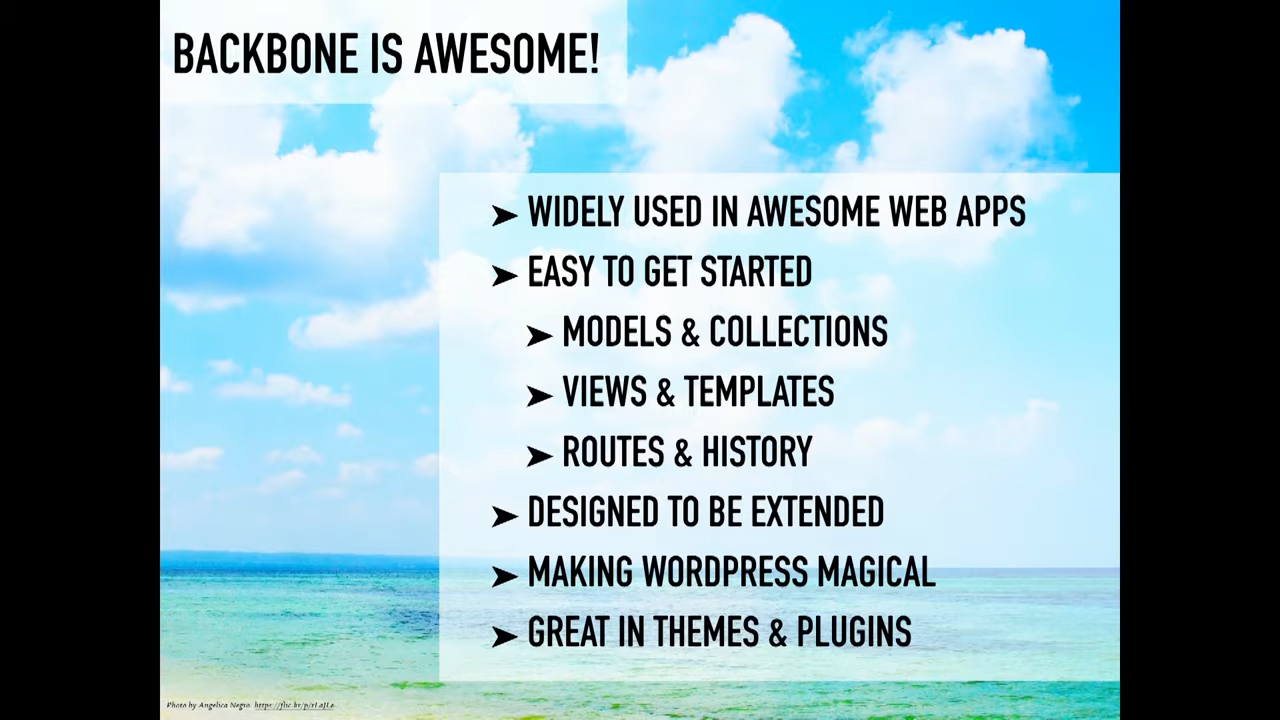 BACKBONE IS AWESOME!
➤ WIDELY USED IN AWESOME WEB APPS
➤ EASY TO GET STARTED
➤ MODELS & COLLECTIONS
➤ VIEWS & TEMPLATES
➤ ROUTES & HISTORY
➤ DESIGNED TO BE EXTENDED
➤ MAKING WORDPRESS MAGICAL
➤ GREAT IN THEMES & PLUGINS
Photo by Angelica Negro